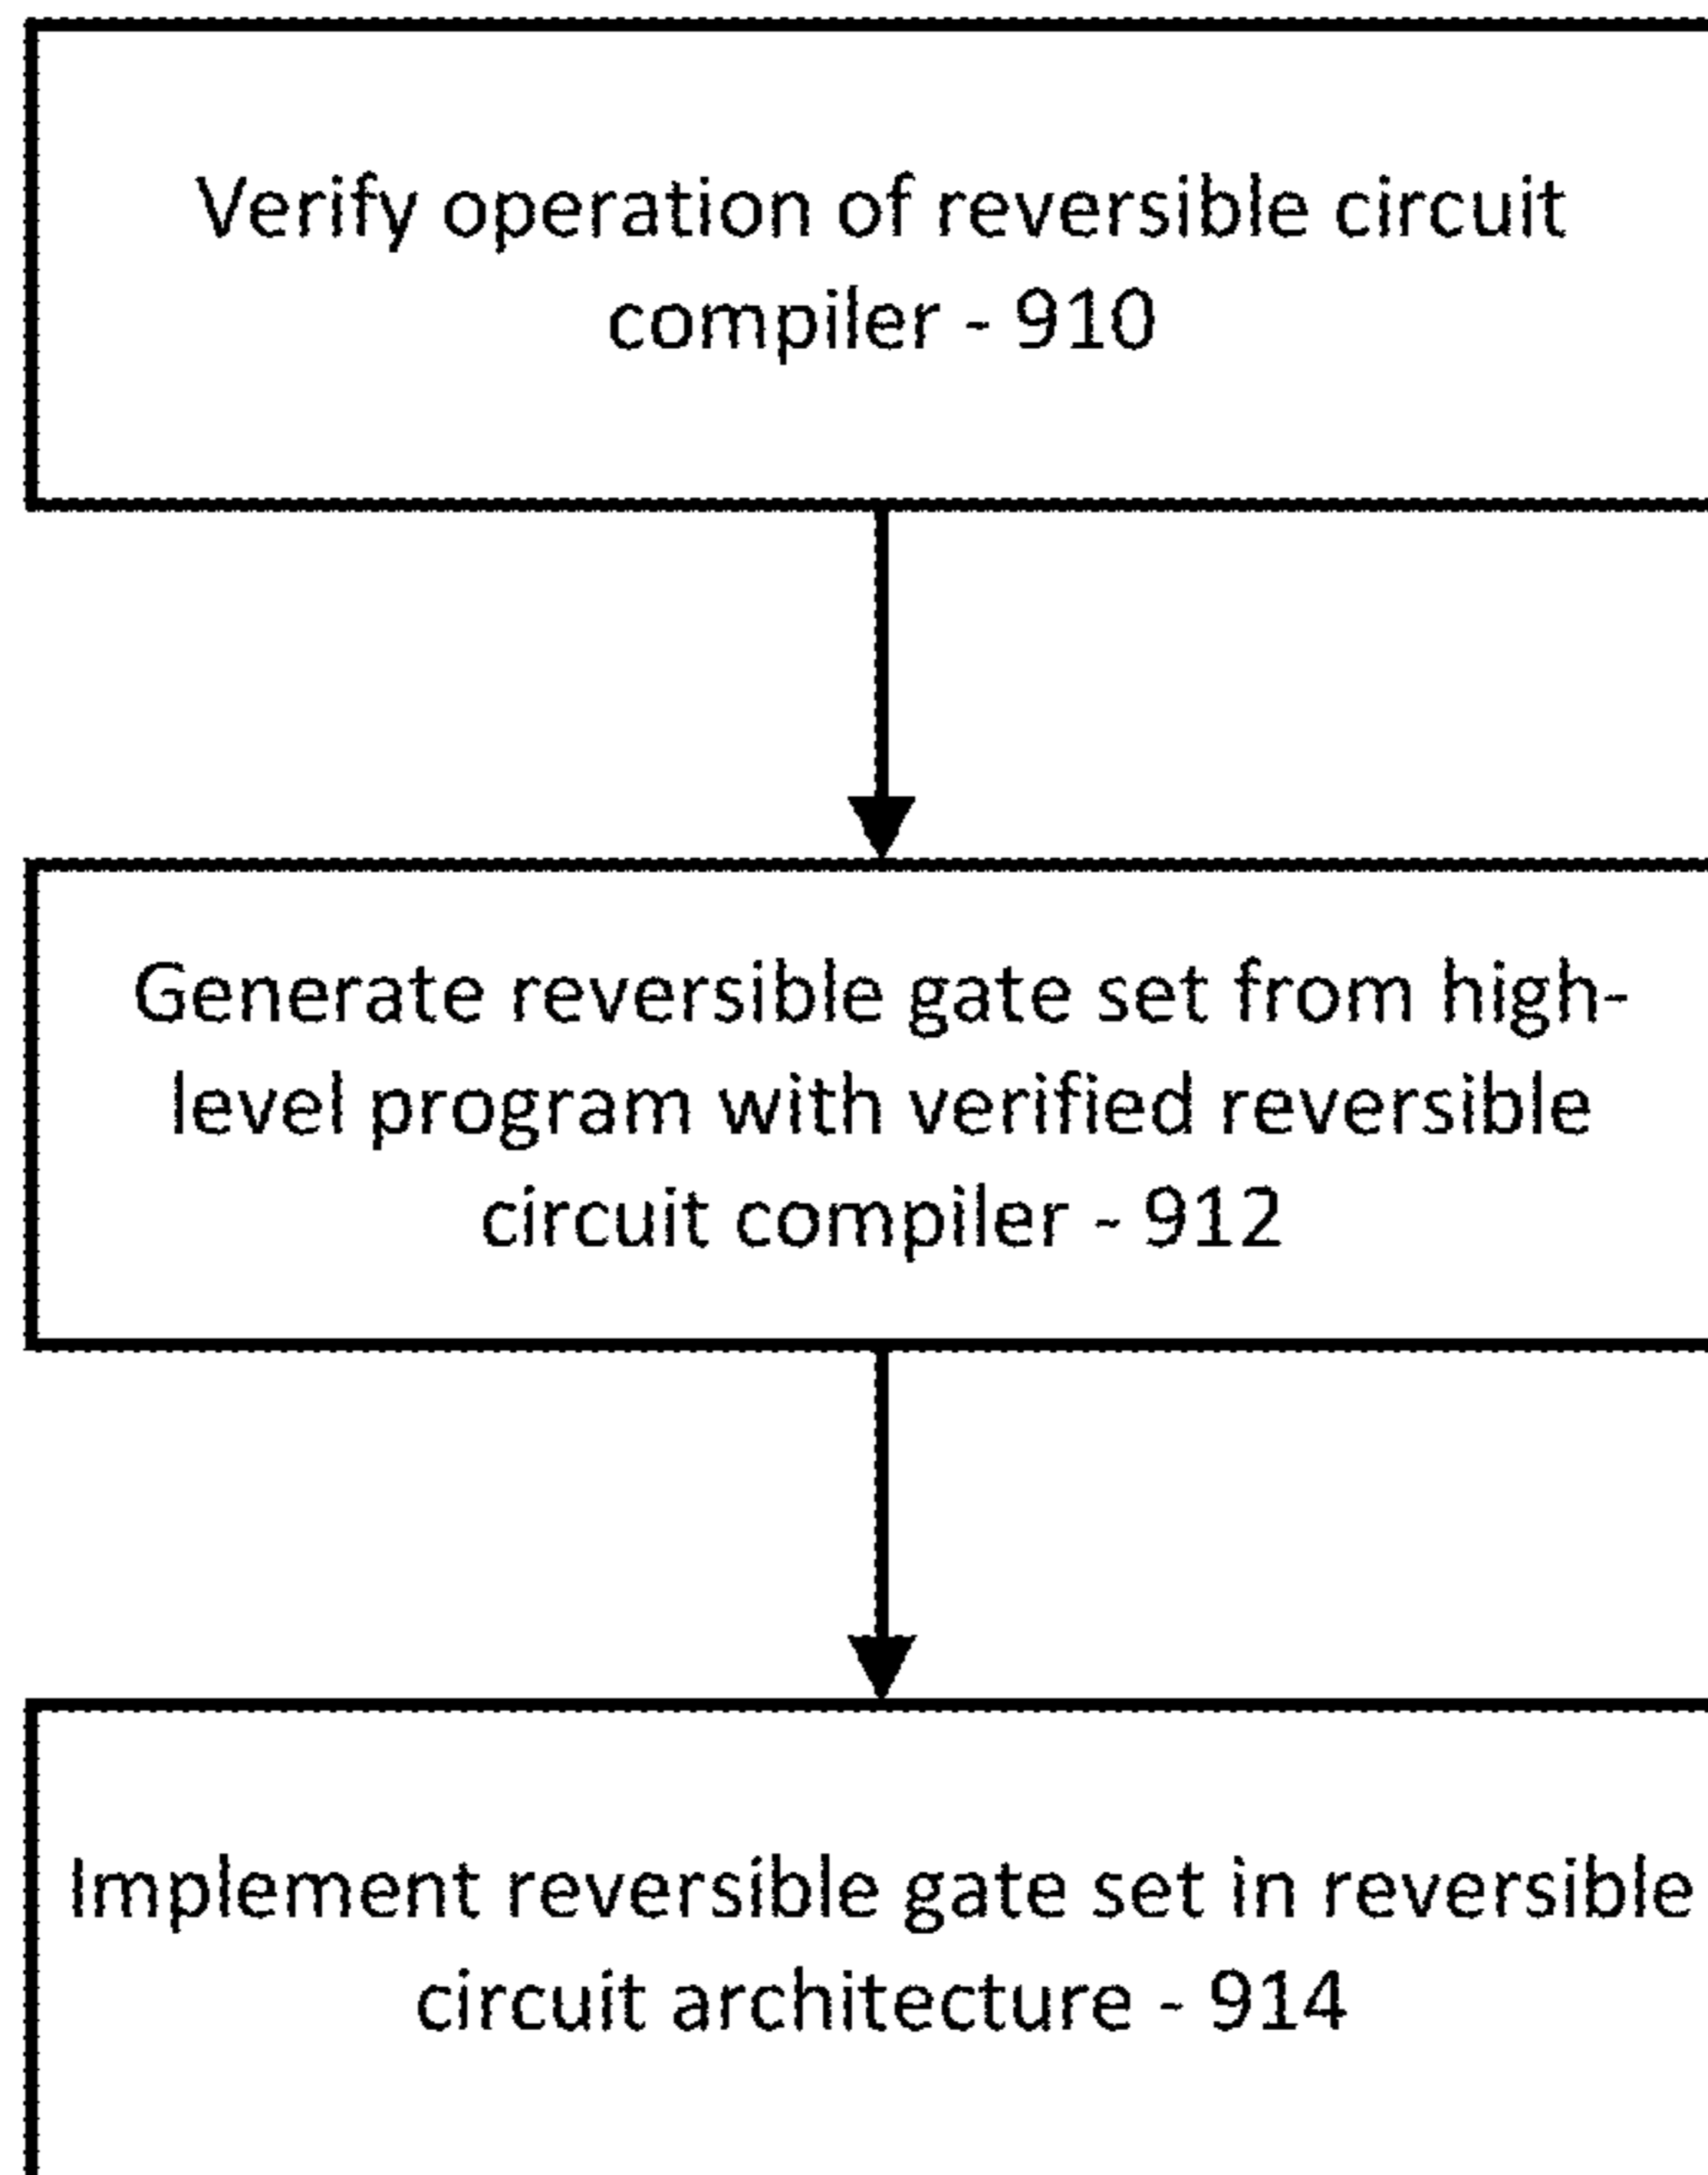 Verify operation of reversible circuit
compiler - 910
Generate reversible gate set from high-
level program with verified reversible
circuit compiler - 912
Implement reversible gate set in reversible
circuit architecture - 914